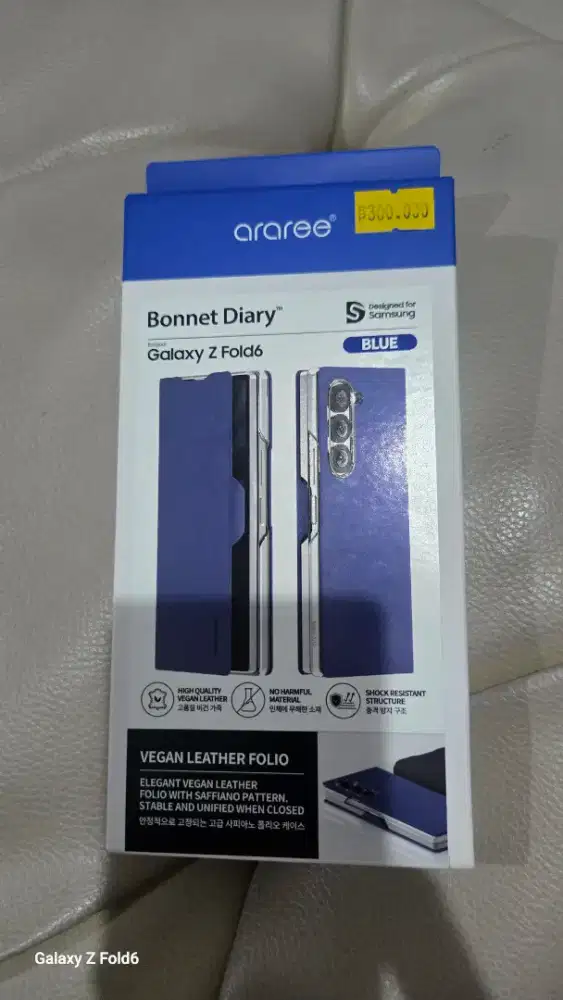 araree®
₿300.000
Bonnet Diary™
Designed for
Samsung
Galaxy Z Fold6
BLUE
HIGH QUALITY
VEGAN LEATHER
고품질 비건 가죽
NO HARMFUL
MATERIAL
인체에 무해한 소재
SHOCK RESISTANT
STRUCTURE
충격 방지 구조
VEGAN LEATHER FOLIO
ELEGANT VEGAN LEATHER
FOLIO WITH SAFFIANO PATTERN.
STABLE AND UNIFIED WHEN CLOSED
안정적으로 고정되는 고급 사피아노 폴리오 케이스
Galaxy Z Fold6